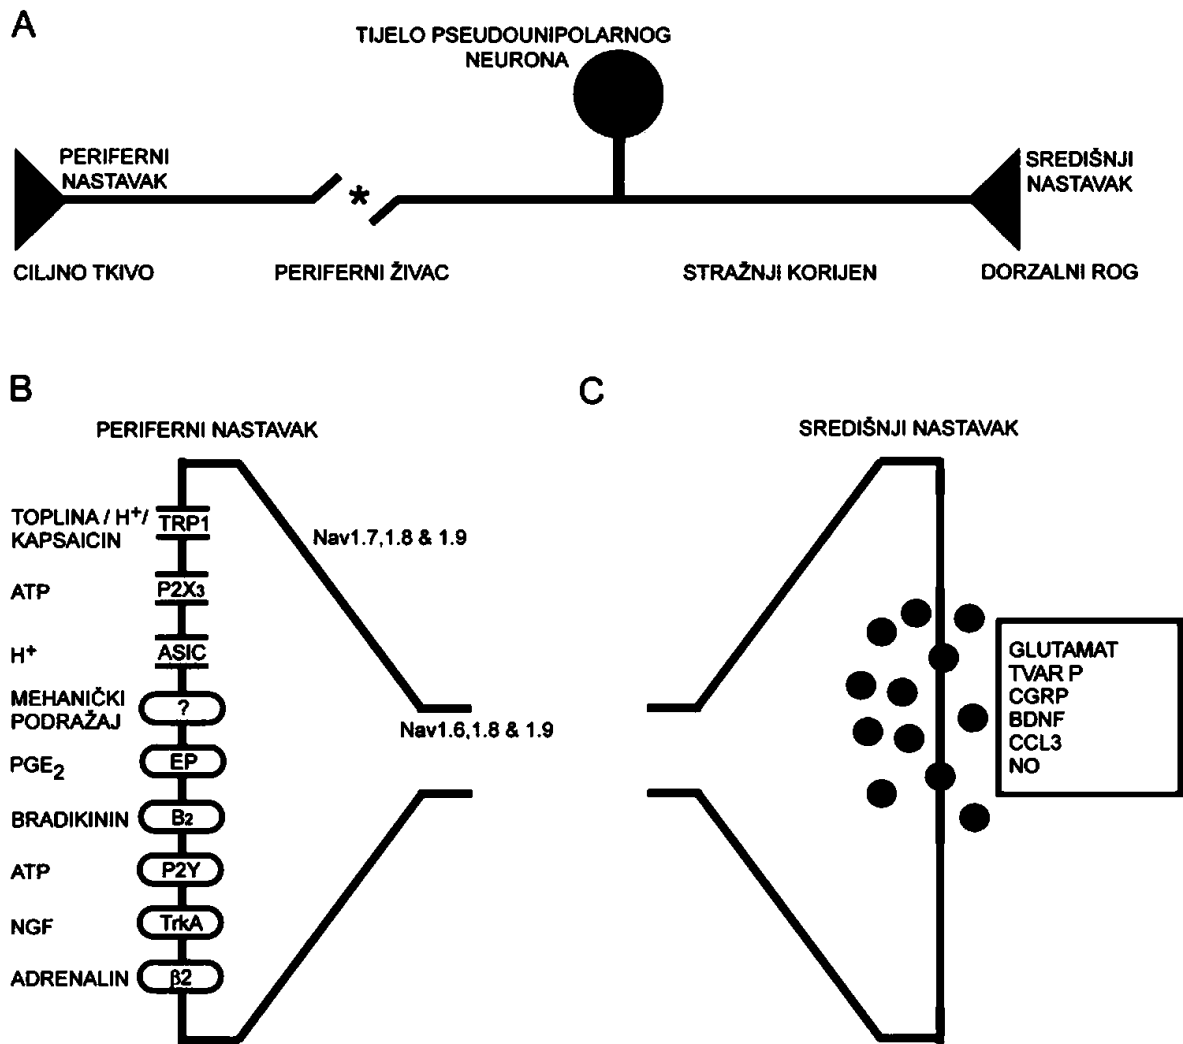 A
TIJELO PSEUDOUNIPOLARNOG
NEURONA
PERIFERNI
NASTAVAK
*
SREDIŠNJI
NASTAVAK
CILJNO TKIVO
PERIFERNI ŽIVAC
STRAŽNJI KORIJEN
DORZALNI ROG
B
PERIFERNI NASTAVAK
TOPLINA / H⁺/
KAPSAICIN
TRP1
Nav1.7,1.8 & 1.9
ATP
P2X₃
H⁺
ASIC
MEHANIČKI
PODRAŽAJ
?
Nav1.6,1.8 & 1.9
PGE₂
EP
BRADIKININ
B₂
ATP
P2Y
NGF
TrkA
ADRENALIN
β2
C
SREDIŠNJI NASTAVAK
GLUTAMAT
TVAR P
CGRP
BDNF
CCL3
NO